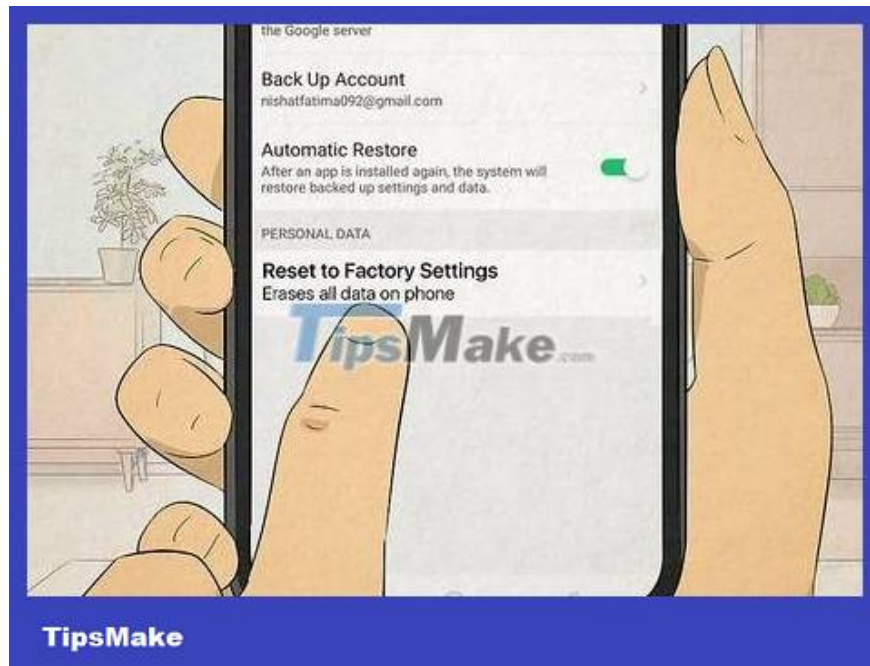 the Google server
Back Up Account
nishatfatima092@gmail.com
Automatic Restore
After an app is installed again, the system will
restore backed up settings and data.
PERSONAL DATA
Reset to Factory Settings
Erases all data on phone
TipsMake.com
TipsMake